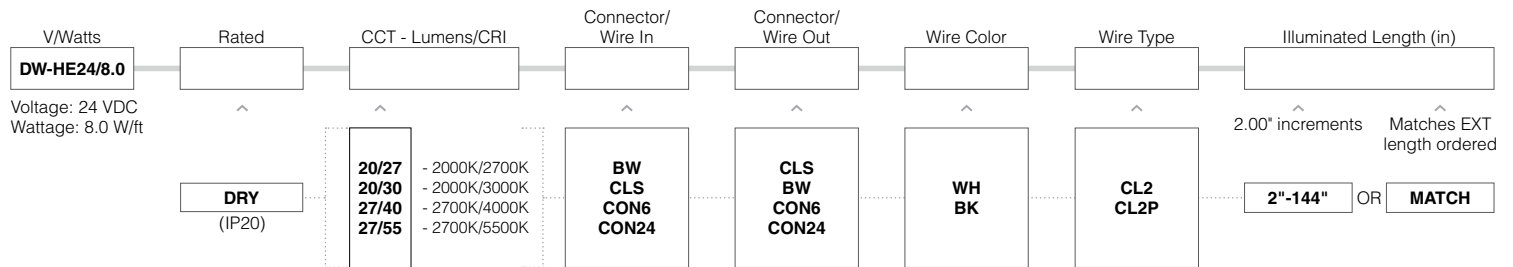 V/Watts
Rated
CCT - Lumens/CRI
Connector/
Wire In
Connector/
Wire Out
Wire Color
Wire Type
Illuminated Length (in)
DW-HE24/8.0
Voltage: 24 VDC
Wattage: 8.0 W/ft
2.00" increments
Matches EXT
length ordered
DRY
(IP20)
20/27 - 2000K/2700K
20/30 - 2000K/3000K
27/40 - 2700K/4000K
27/55 - 2700K/5500K
BW
CLS
CON6
CON24
CLS
BW
CON6
CON24
WH
BK
CL2
CL2P
2"-144" OR MATCH